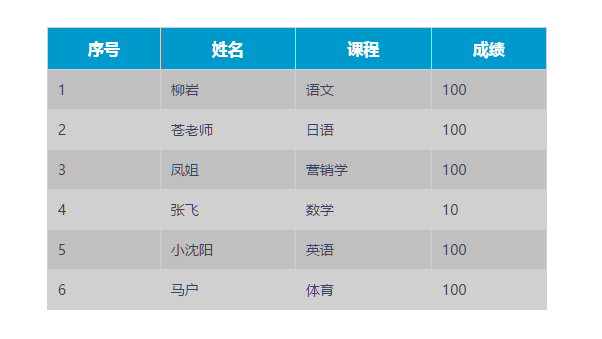 序号 姓名 课程 成绩
1 柳岩 语文 100
2 苍老师 日语 100
3 凤姐 营销学 100
4 张飞 数学 10
5 小沈阳 英语 100
6 马户 体育 100